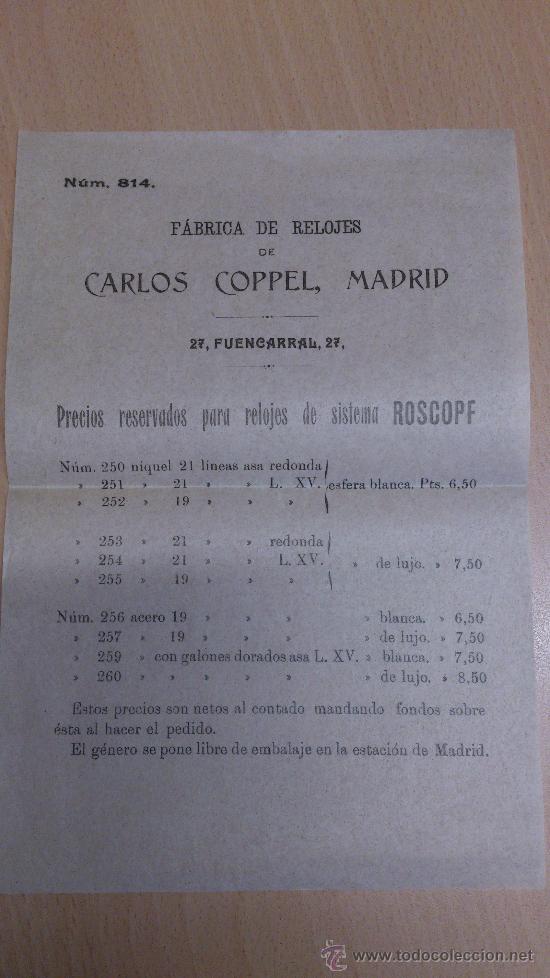 Núm. 814.
FÁBRICA DE RELOJES
DE
CARLOS COPPEL, MADRID
27, FUENCARRAL, 27,
Precios reservados para relojes de sistema ROSCOPF
Núm. 250 niquel 21 líneas asa redonda
» 251 » 21 » » L. XV. esfera blanca. Pts. 6,50
» 252 » 19 » » »
» 253 » 21 » » redonda
» 254 » 21 » » L. XV. » de lujo. » 7,50
» 255 » 19 » » »
Núm. 256 acero 19 » » » » blanca. » 6,50
» 257 » 19 » » » » de lujo. » 7,50
» 259 » con galones dorados asa L. XV. » blanca. » 7,50
» 260 » » » » » » de lujo. » 8,50
Estos precios son netos al contado mandando fondos sobre
ésta al hacer el pedido.
El género se pone libre de embalaje en la estación de Madrid.
todocoleccion
www.todocoleccion.net